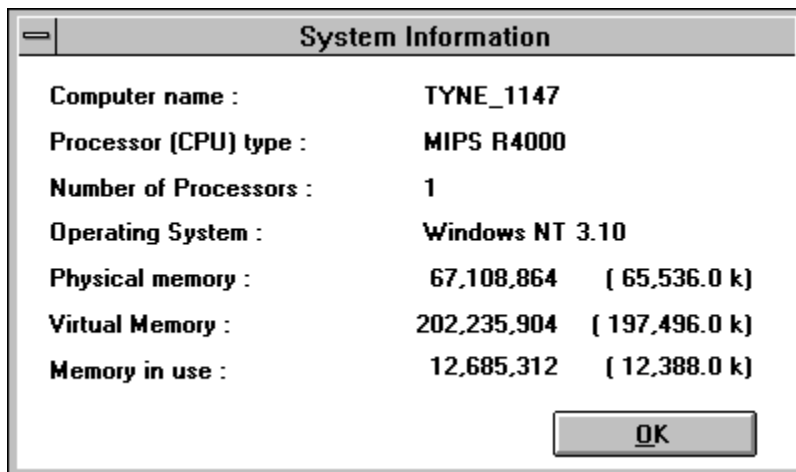 System Information
Computer name : TYNE_1147
Processor (CPU) type : MIPS R4000
Number of Processors : 1
Operating System : Windows NT 3.10
Physical memory : 67,108,864 ( 65,536.0 k)
Virtual Memory : 202,235,904 ( 197,496.0 k)
Memory in use : 12,685,312 ( 12,388.0 k)
OK